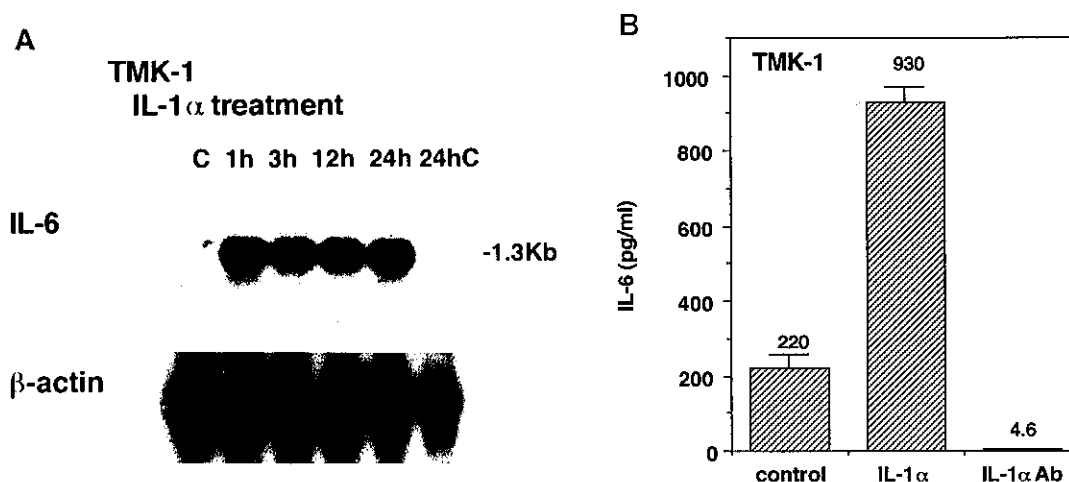 A
TMK-1
IL-1α treatment
C 1h 3h 12h 24h 24hC
IL-6
-1.3Kb
β-actin
B
TMK-1
930
220
4.6
IL-6 (pg/ml)
1000
800
600
400
200
0
control IL-1α IL-1α Ab